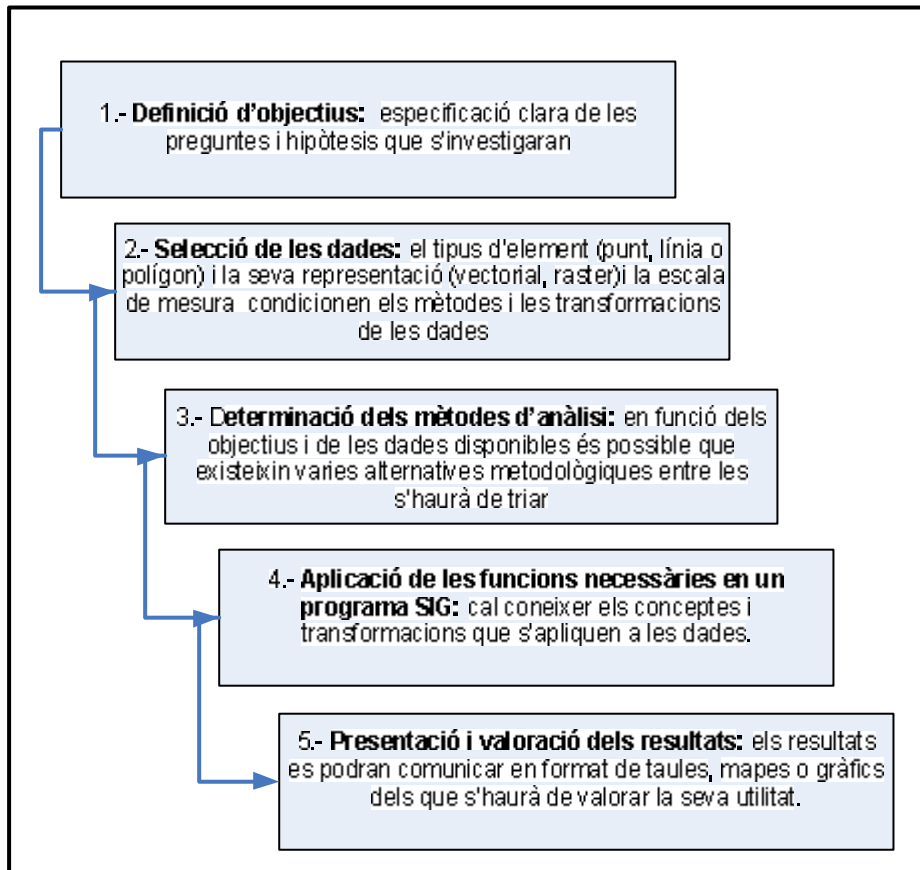 1.- Definició d'objectius: especificació clara de les
preguntes i hipòtesis que s'investigaran
2.- Selecció de les dades: el tipus d'element (punt, línia o
polígon) i la seva representació (vectorial, raster)i la escala
de mesura condicionen els mètodes i les transformacions
de les dades
3.- Determinació dels mètodes d'anàlisi: en funció dels
objectius i de les dades disponibles és possible que
existeixin varies alternatives metodològiques entre les
s'haurà de triar
4.- Aplicació de les funcions necessàries en un
programa SIG: cal coneixer els conceptes i
transformacions que s'apliquen a les dades.
5.- Presentació i valoració dels resultats: els resultats
es podran comunicar en format de taules, mapes o gràfics
dels que s'haurà de valorar la seva utilitat.